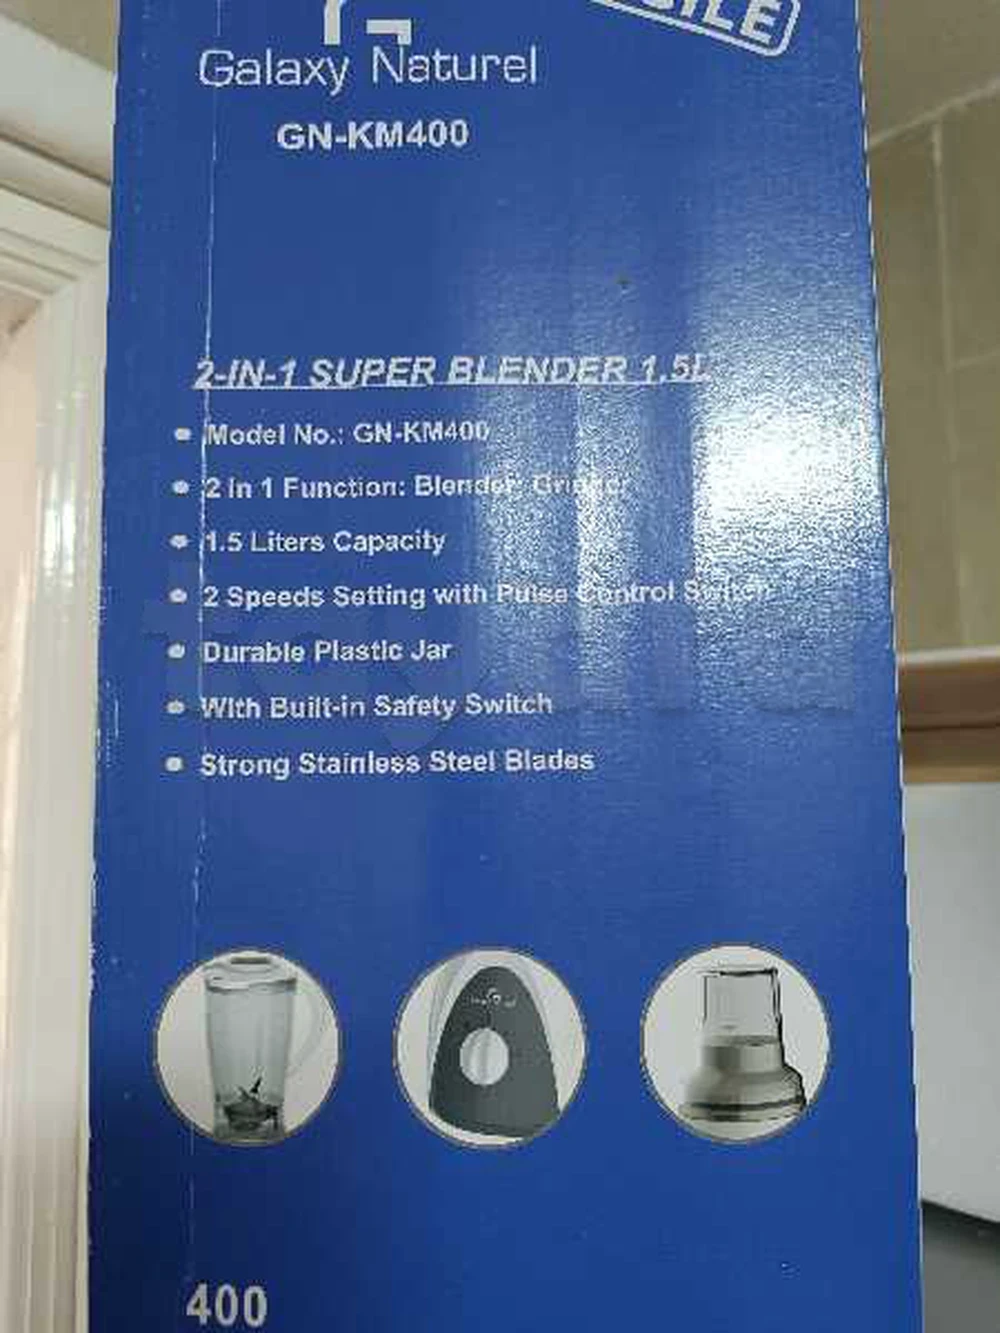 Galaxy Naturel
GN-KM400
2-IN-1 SUPER BLENDER 1.5L
Model No.: GN-KM400
2 in 1 Function: Blender, Grinder
1.5 Liters Capacity
2 Speeds Setting with Pulse Control Switch
Durable Plastic Jar
With Built-in Safety Switch
Strong Stainless Steel Blades
400